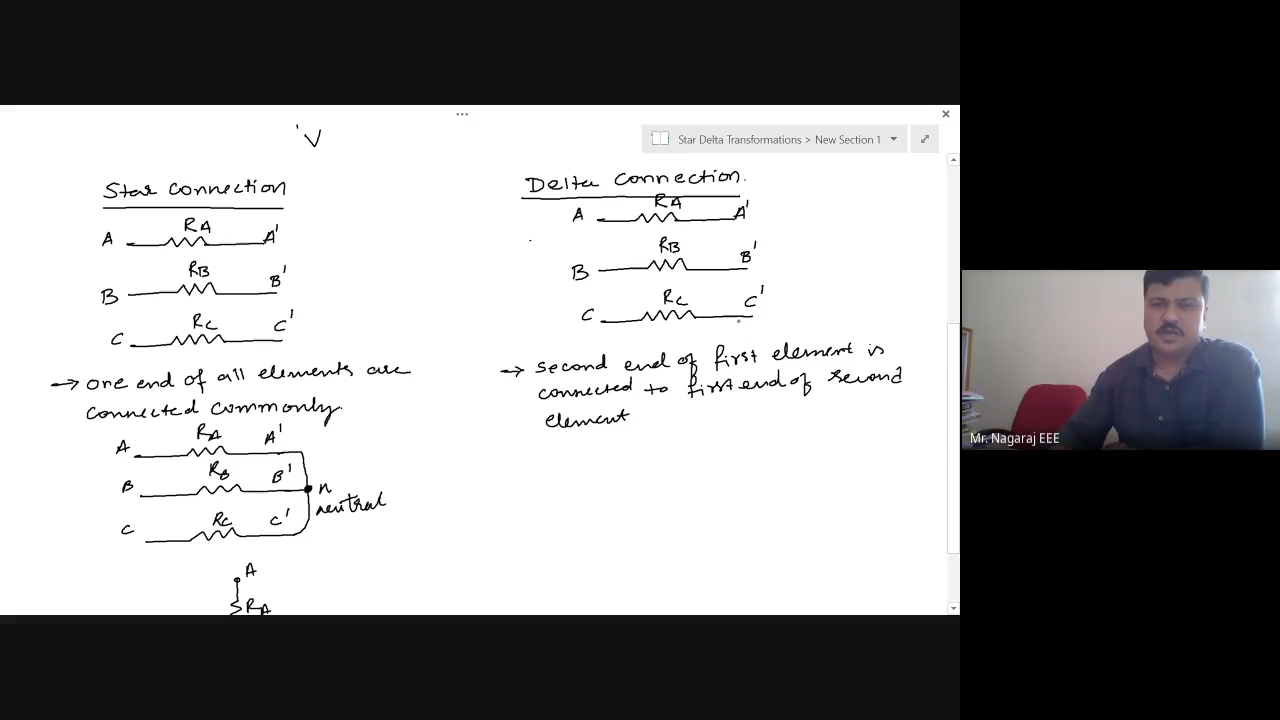 'V
Star Delta Transformations > New Section 1
Star Connection
RA
A A'
RB
B B'
RC
C C'
→ one end of all elements are
connected commonly.
RA
A A'
RB
B B'
n
neutral
RC
C C'
A
RA
Delta Connection.
RA
A A'
RB
B B'
RC
C C'
→ second end of first element is
connected to first end of second
element
Mr. Nagaraj EEE